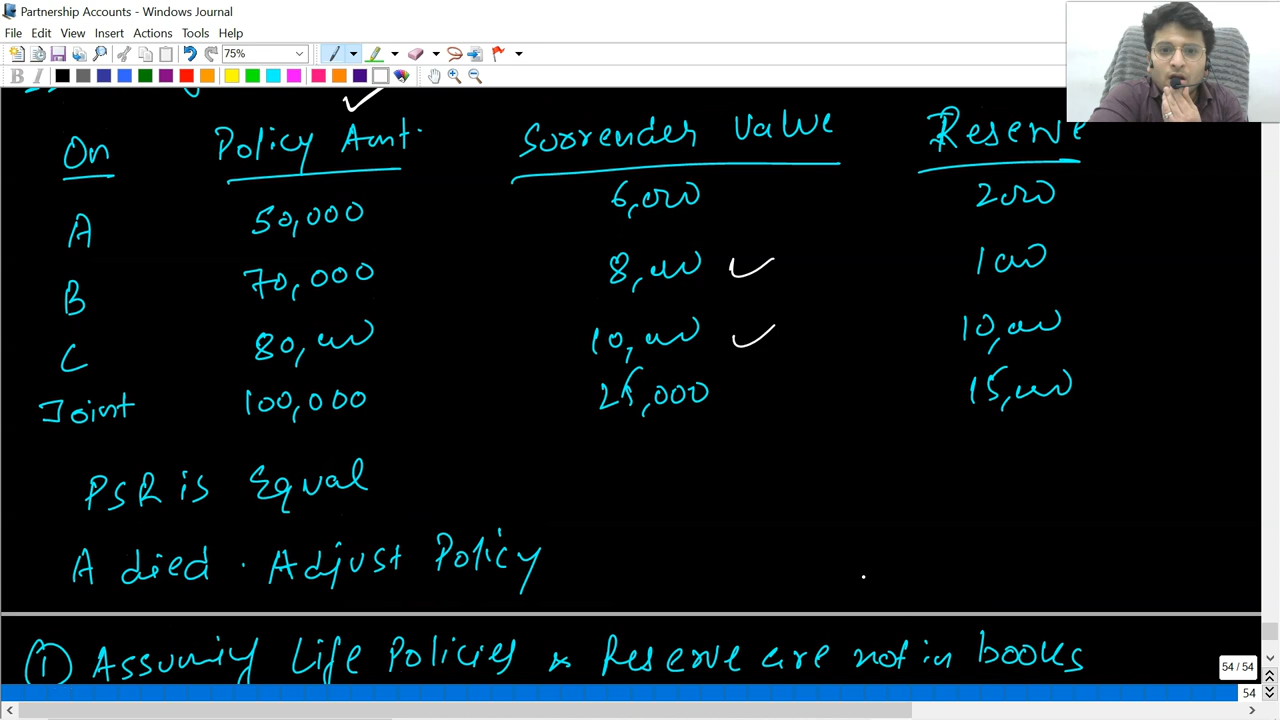 Partnership Accounts - Windows Journal
File Edit View Insert Actions Tools Help
75%
On Policy Amt. Surrender Value Reserve
A 50,000 6,000 2000
B 70,000 8,000 1000
C 80,000 10,000 10,000
Joint 100,000 25,000 15,000
PSR is Equal
A died. Adjust Policy
(1) Assuming Life Policies & Reserve are not in books
54 / 54
54